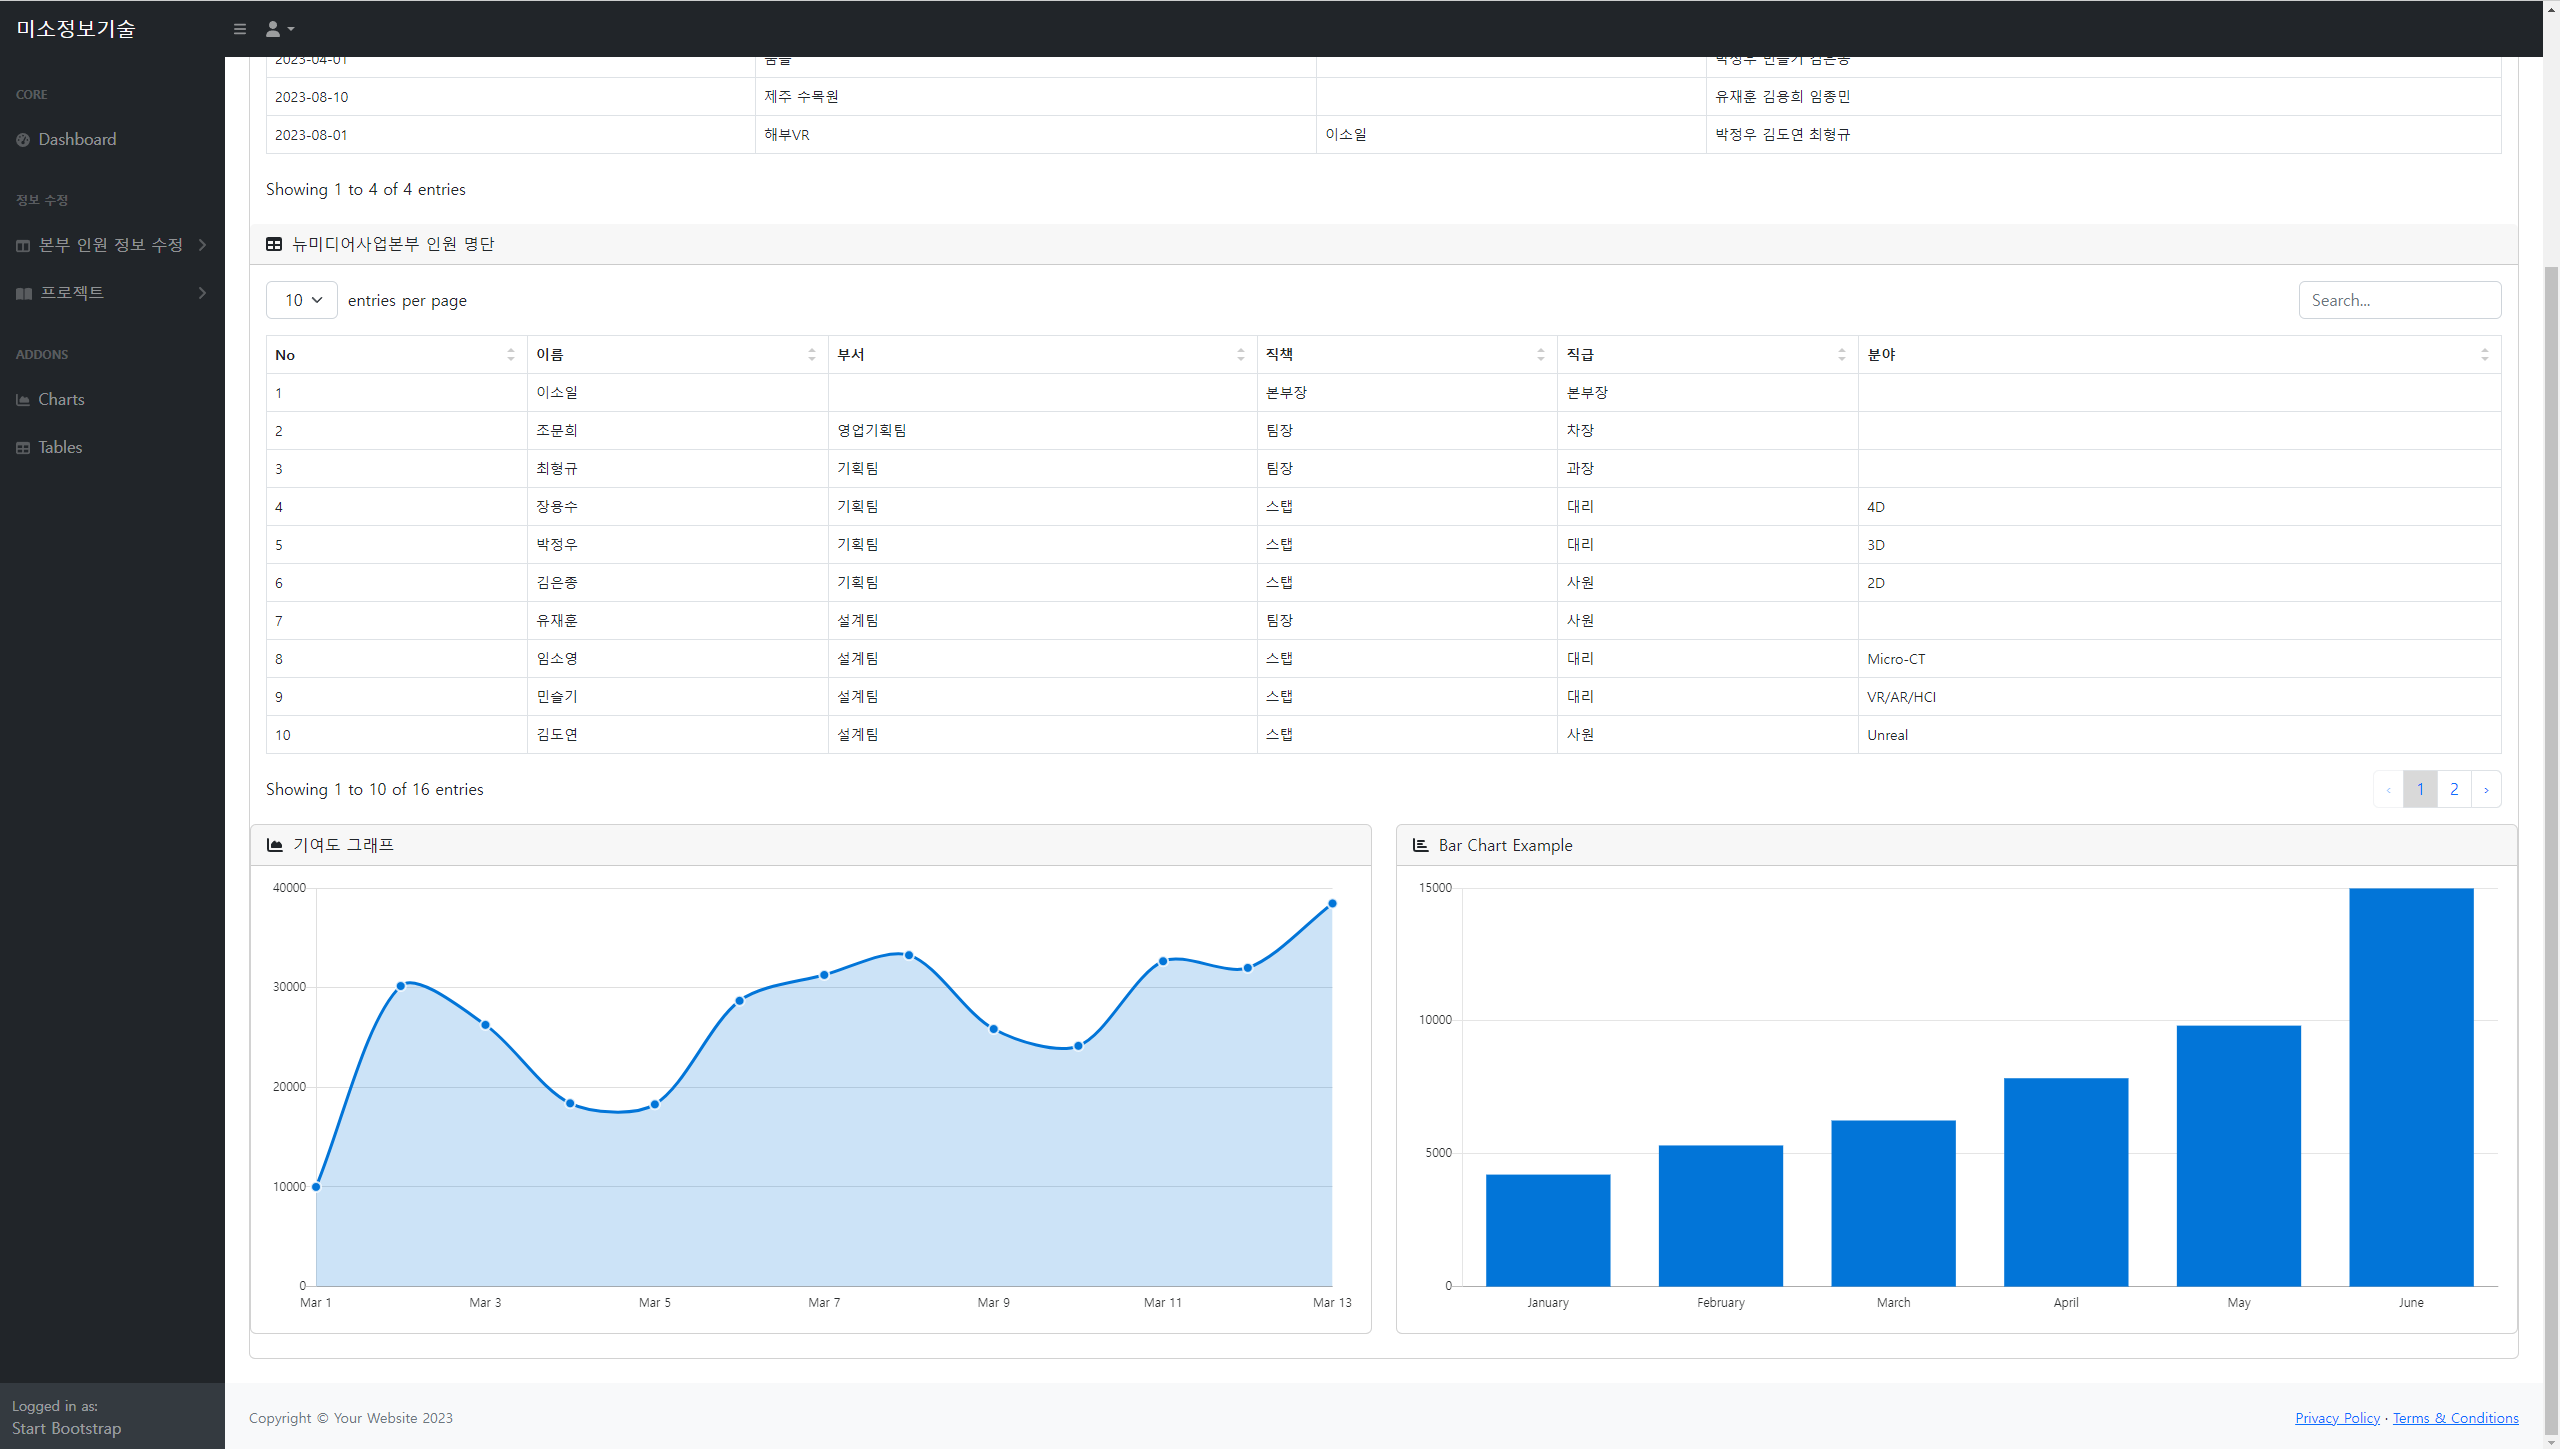 미소정보기술
CORE
Dashboard
정보 수정
본부 인원 정보 수정
프로젝트
ADDONS
Charts
Tables
Logged in as:
Start Bootstrap
2023-04-01 박정우 민슬기 김은종
2023-08-10 제주 수목원 유재훈 김용희 임종민
2023-08-01 해부VR 이소일 박정우 김도연 최형규
Showing 1 to 4 of 4 entries
뉴미디어사업본부 인원 명단
10 entries per page Search...
No 이름 부서 직책 직급 분야
1 이소일 본부장 본부장
2 조문희 영업기획팀 팀장 차장
3 최형규 기획팀 팀장 과장
4 장용수 기획팀 스탭 대리 4D
5 박정우 기획팀 스탭 대리 3D
6 김은종 기획팀 스탭 사원 2D
7 유재훈 설계팀 팀장 사원
8 임소영 설계팀 스탭 대리 Micro-CT
9 민슬기 설계팀 스탭 대리 VR/AR/HCI
10 김도연 설계팀 스탭 사원 Unreal
Showing 1 to 10 of 16 entries ‹ 1 2 ›
기여도 그래프
40000
30000
20000
10000
0
Mar 1 Mar 3 Mar 5 Mar 7 Mar 9 Mar 11 Mar 13
Bar Chart Example
15000
10000
5000
0
January February March April May June
Copyright © Your Website 2023 Privacy Policy · Terms & Conditions